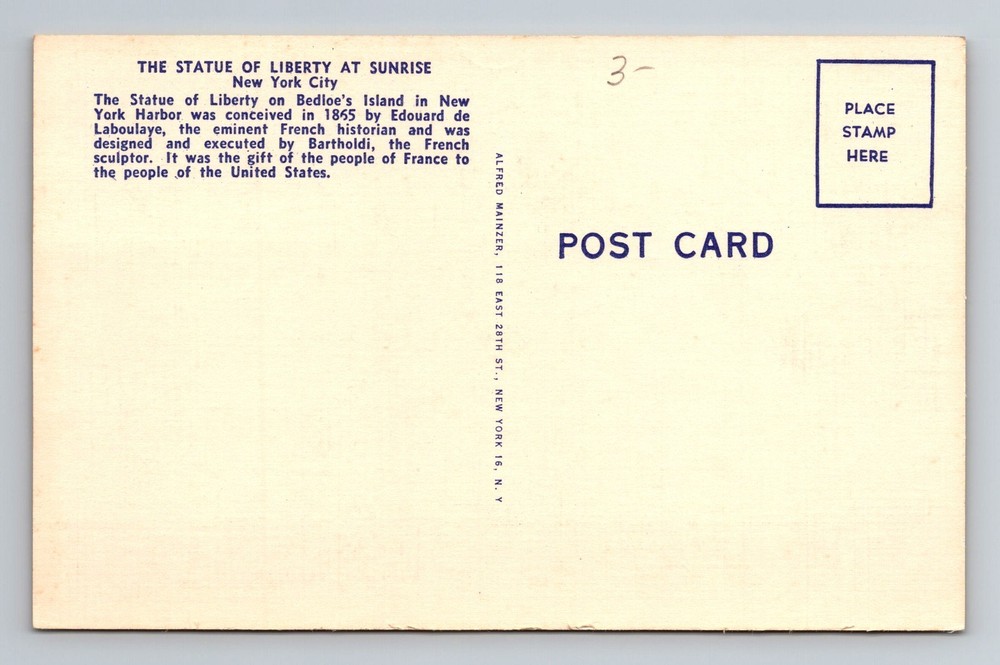 THE STATUE OF LIBERTY AT SUNRISE
New York City
The Statue of Liberty on Bedloe's Island in New
York Harbor was conceived in 1865 by Edouard de
Laboulaye, the eminent French historian and was
designed and executed by Bartholdi, the French
sculptor. It was the gift of the people of France to
the people of the United States.
ALFRED MAINZER, 118 EAST 28TH ST., NEW YORK 16, N. Y
3-
PLACE
STAMP
HERE
POST CARD